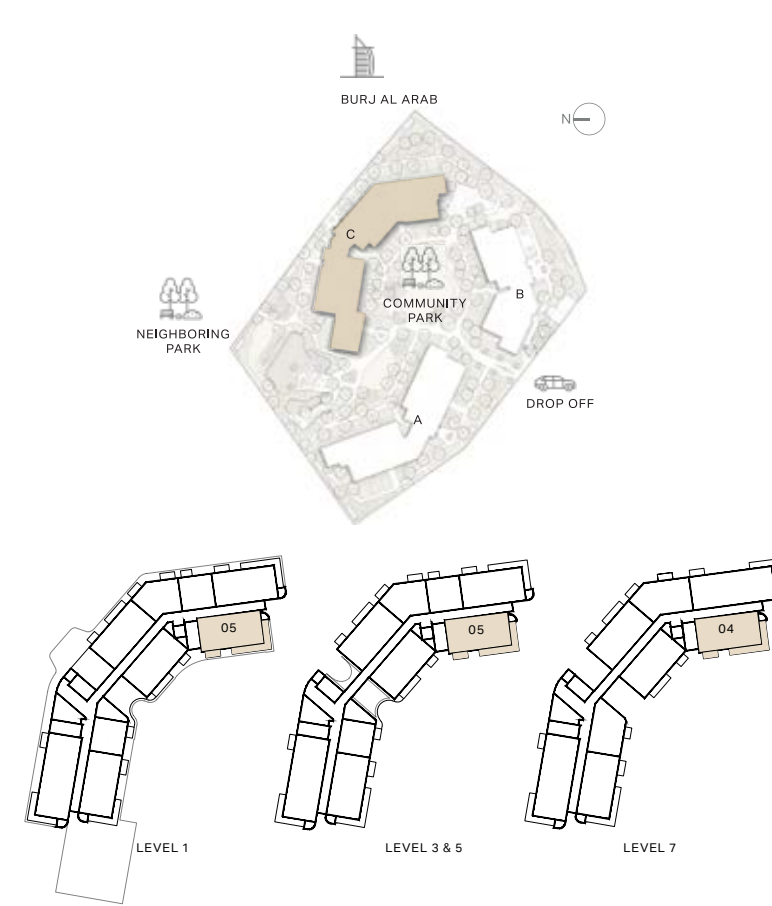 BURJ AL ARAB
N
C
B
COMMUNITY
PARK
NEIGHBORING
PARK
DROP OFF
A
05
05
04
LEVEL 1
LEVEL 3 & 5
LEVEL 7